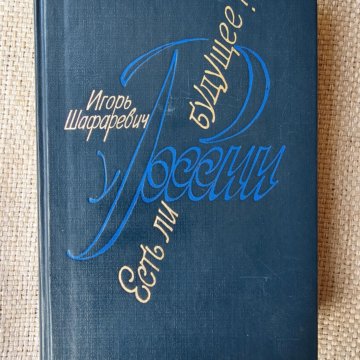 Игорь
Шафаревич
Есть ли
у России
будущее?